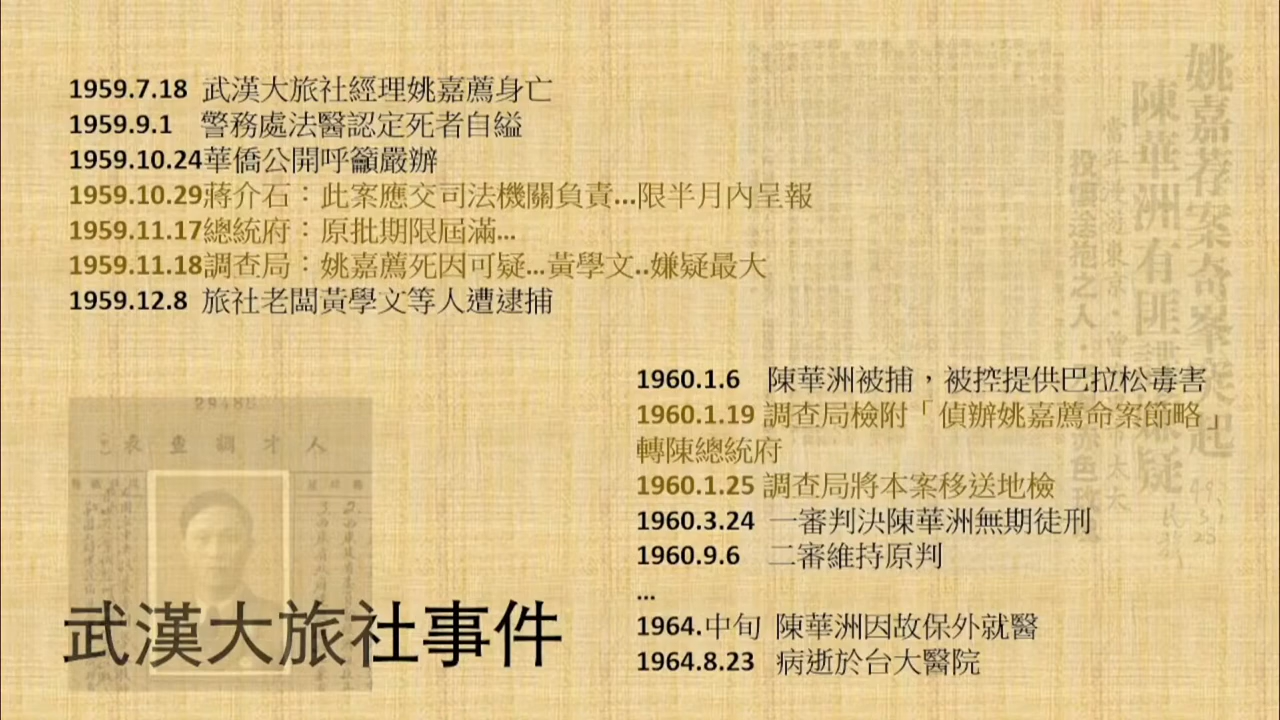 1959.7.18 武漢大旅社經理姚嘉薦身亡
1959.9.1 警務處法醫認定死者自縊
1959.10.24華僑公開呼籲嚴辦
1959.10.29蔣介石：此案應交司法機關負責...限半月內呈報
1959.11.17總統府：原批期限屆滿...
1959.11.18調查局：姚嘉薦死因可疑...黃學文..嫌疑最大
1959.12.8 旅社老闆黃學文等人遭逮捕
1960.1.6 陳華洲被捕，被控提供巴拉松毒害
1960.1.19 調查局檢附「偵辦姚嘉薦命案節略」
轉陳總統府
1960.1.25 調查局將本案移送地檢
1960.3.24 一審判決陳華洲無期徒刑
1960.9.6 二審維持原判
...
1964.中旬 陳華洲因故保外就醫
1964.8.23 病逝於台大醫院
武漢大旅社事件
姚嘉荐案奇峯突起
陳華洲有匪諜嫌疑
29486
表查調才人